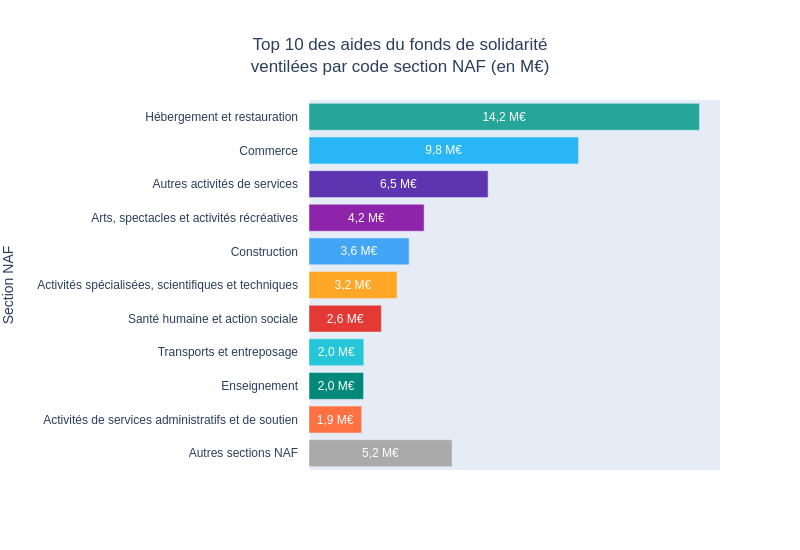 Top 10 des aides du fonds de solidarité
ventilées par code section NAF (en M€)
Section NAF
Hébergement et restauration 14,2 M€
Commerce 9,8 M€
Autres activités de services 6,5 M€
Arts, spectacles et activités récréatives 4,2 M€
Construction 3,6 M€
Activités spécialisées, scientifiques et techniques 3,2 M€
Santé humaine et action sociale 2,6 M€
Transports et entreposage 2,0 M€
Enseignement 2,0 M€
Activités de services administratifs et de soutien 1,9 M€
Autres sections NAF 5,2 M€